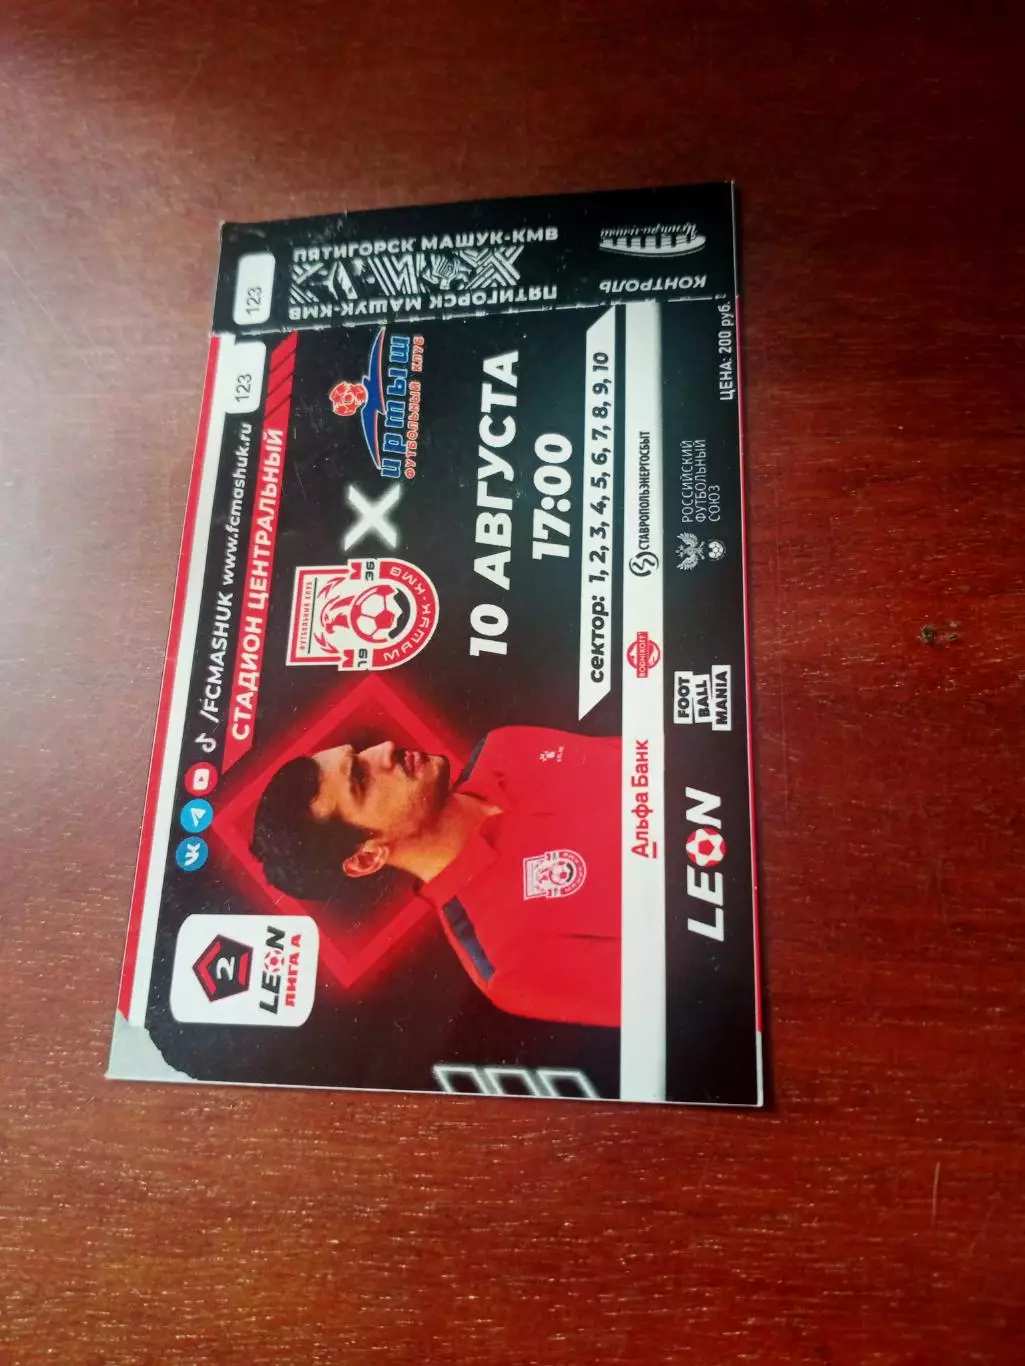 2
LEON
ЛИГА А
/FCMASHUK www.fcmashuk.ru
123
СТАДИОН ЦЕНТРАЛЬНЫЙ
ФУТБОЛЬНЫЙ КЛУБ
М 19 36 М
МАШУК-КМВ
X
Иртыш
ФУТБОЛЬНЫЙ КЛУБ
10 АВГУСТА
17:00
сектор: 1, 2, 3, 4, 5, 6, 7, 8, 9, 10
Альфа Банк
RODNIKOFF
СТАВРОПОЛЬЭНЕРГОСБЫТ
LEON
FOOT
BALL
MANIA
РОССИЙСКИЙ
ФУТБОЛЬНЫЙ
СОЮЗ
ЦЕНА: 200 руб.
123
ПЯТИГОРСК МАШУК-КМВ
ПЯТИГОРСК МАШУК-КМВ
Центральный
КОНТРОЛЬ